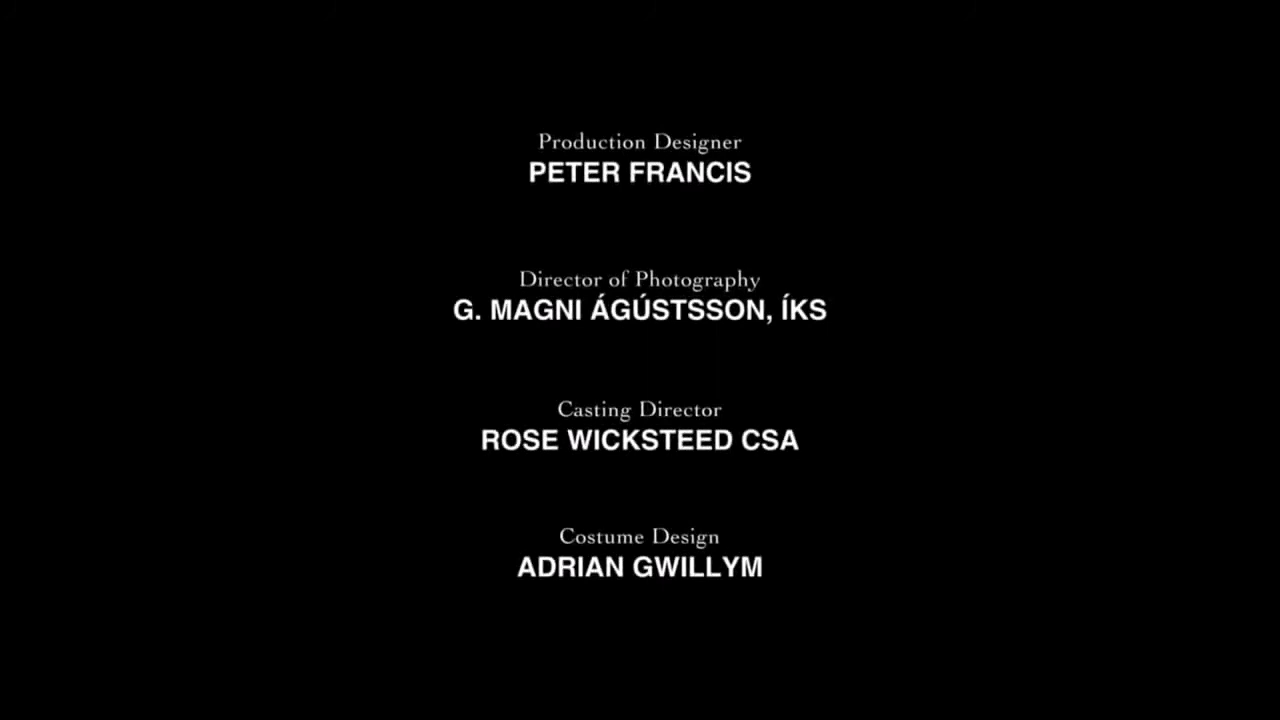 Production Designer
PETER FRANCIS
Director of Photography
G. MAGNI ÁGÚSTSSON, ÍKS
Casting Director
ROSE WICKSTEED CSA
Costume Design
ADRIAN GWILLYM